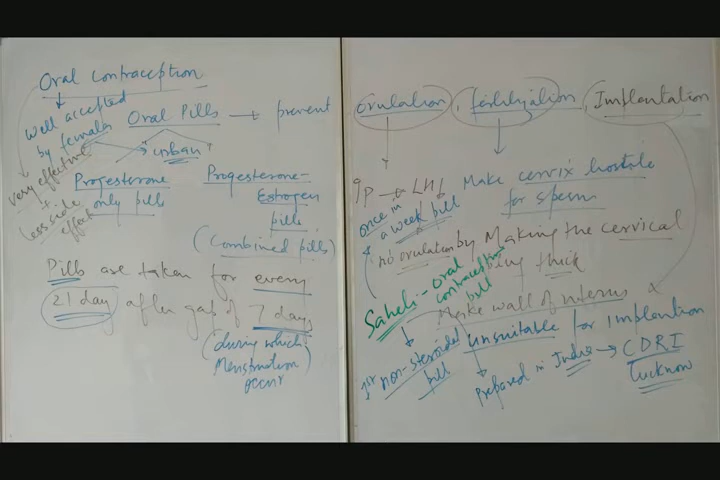 Oral contraception
well accepted
by females
Oral Pills → prevent
urban
very effective
+
less side
effect
Progesterone
only pills
Progesterone-
Estrogen
pills
(Combined pills)
Pills are taken for every
21 day after gap of 7 days
(during which
Menstruation
occur)
Ovulation, fertilization, Implantation
↑P → LH↓
once in
a week pill
no ovulation
Make cervix hostile
for sperm
by Making the cervical
thick
Saheli - oral
contraceptive
pill
Make wall of uterus
unsuitable for implantation
1st non-steroidal
pill
Prepared in India → CDRI
Lucknow